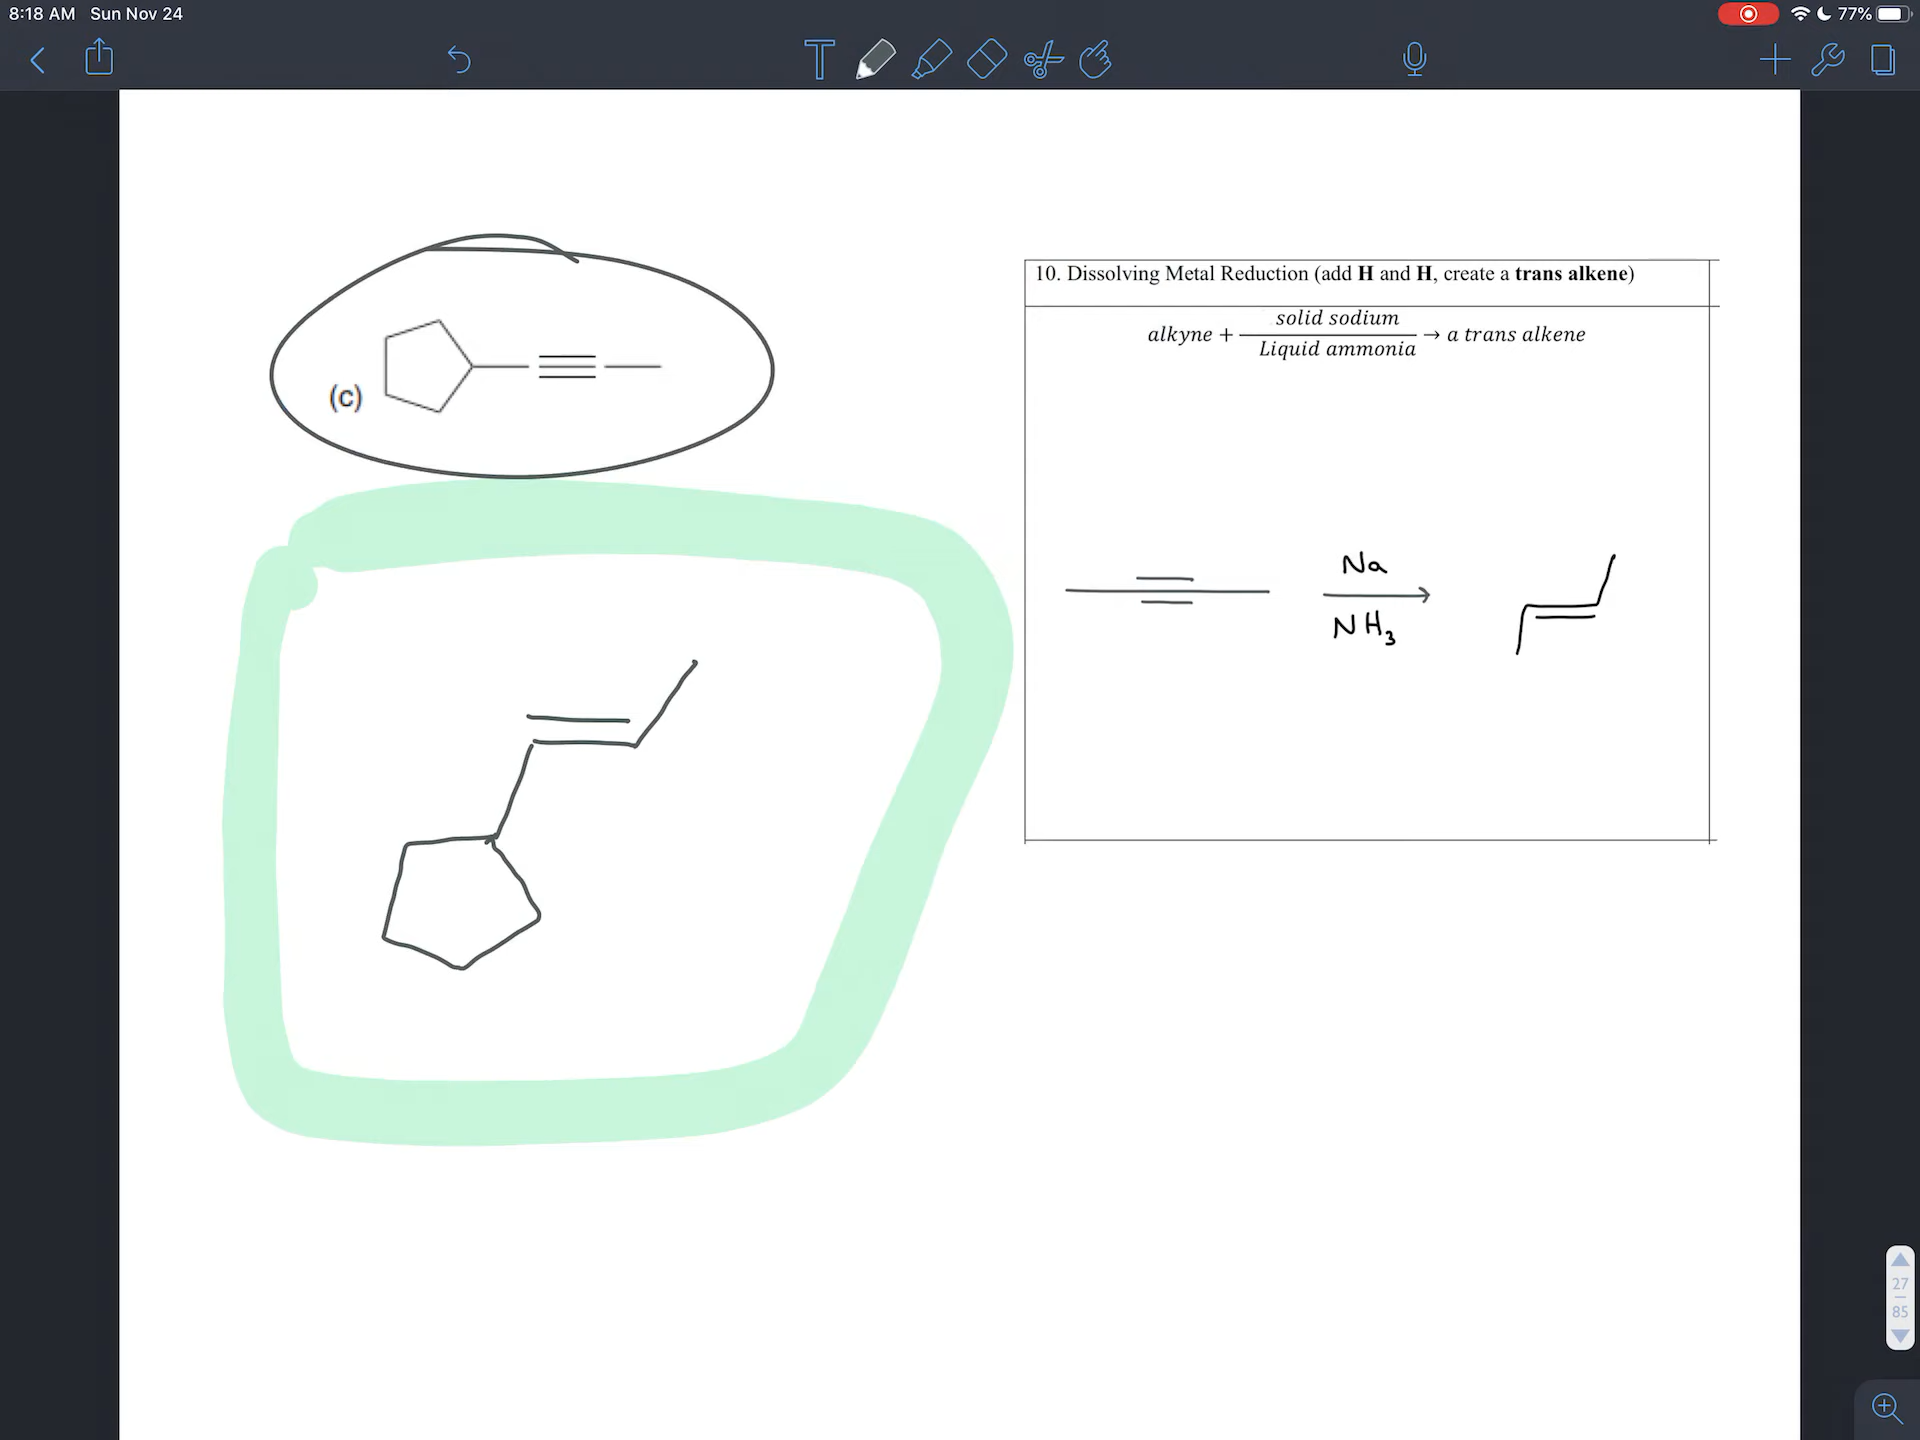 8:18 AM Sun Nov 24
77%
T
(c)
10. Dissolving Metal Reduction (add H and H, create a trans alkene)
solid sodium
alkyne + → a trans alkene
Liquid ammonia
Na
NH₃
27
85